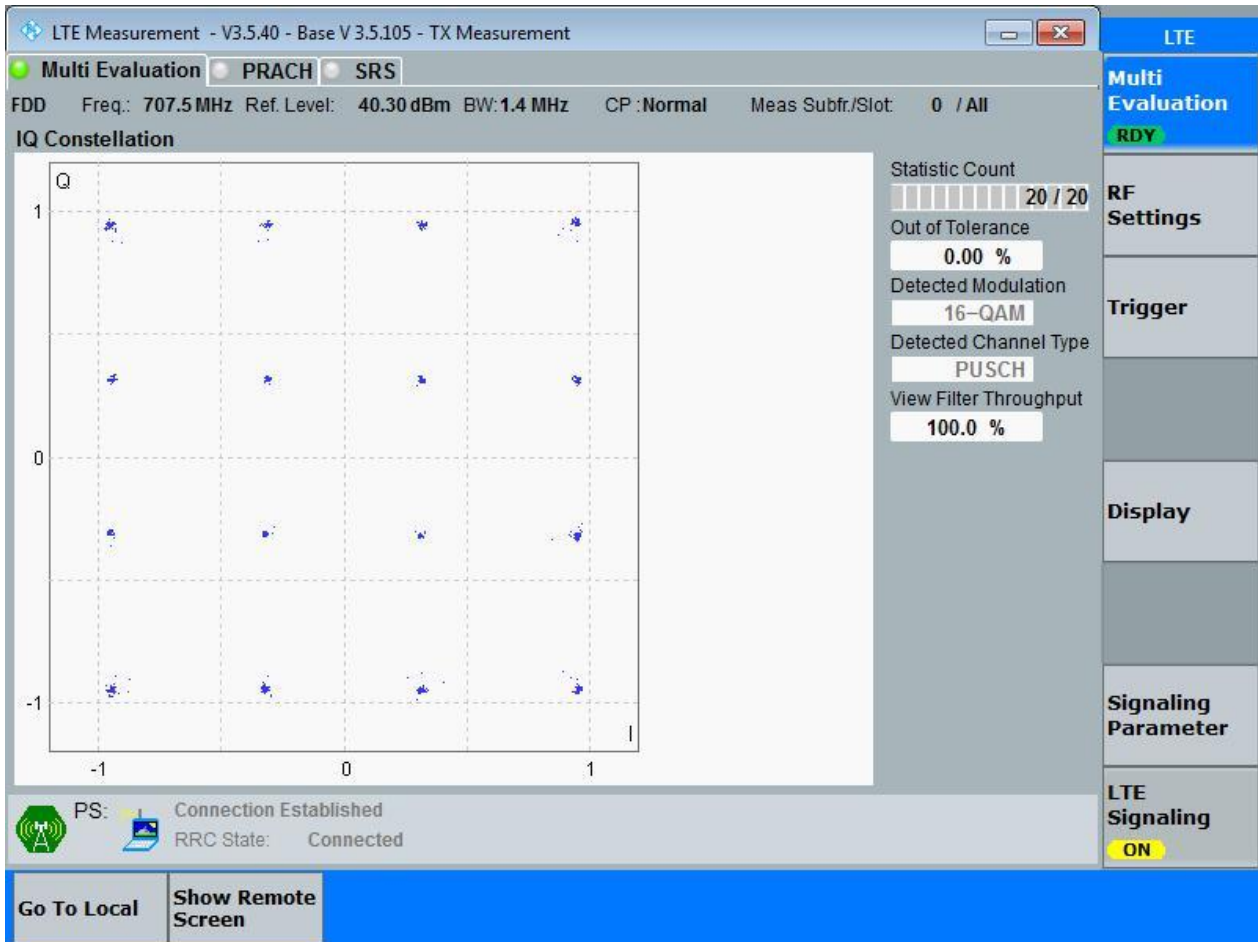 LTE Measurement - V3.5.40 - Base V 3.5.105 - TX Measurement
LTE
Multi Evaluation PRACH SRS
Multi
Evaluation
RDY
FDD Freq.: 707.5 MHz Ref. Level: 40.30 dBm BW:1.4 MHz CP :Normal Meas Subfr./Slot: 0 / All
IQ Constellation
Q
1
0
-1
I
-1 0 1
Statistic Count
20 / 20
Out of Tolerance
0.00 %
Detected Modulation
16-QAM
Detected Channel Type
PUSCH
View Filter Throughput
100.0 %
RF
Settings
Trigger
Display
Signaling
Parameter
LTE
Signaling
ON
PS: Connection Established
RRC State: Connected
Go To Local
Show Remote
Screen